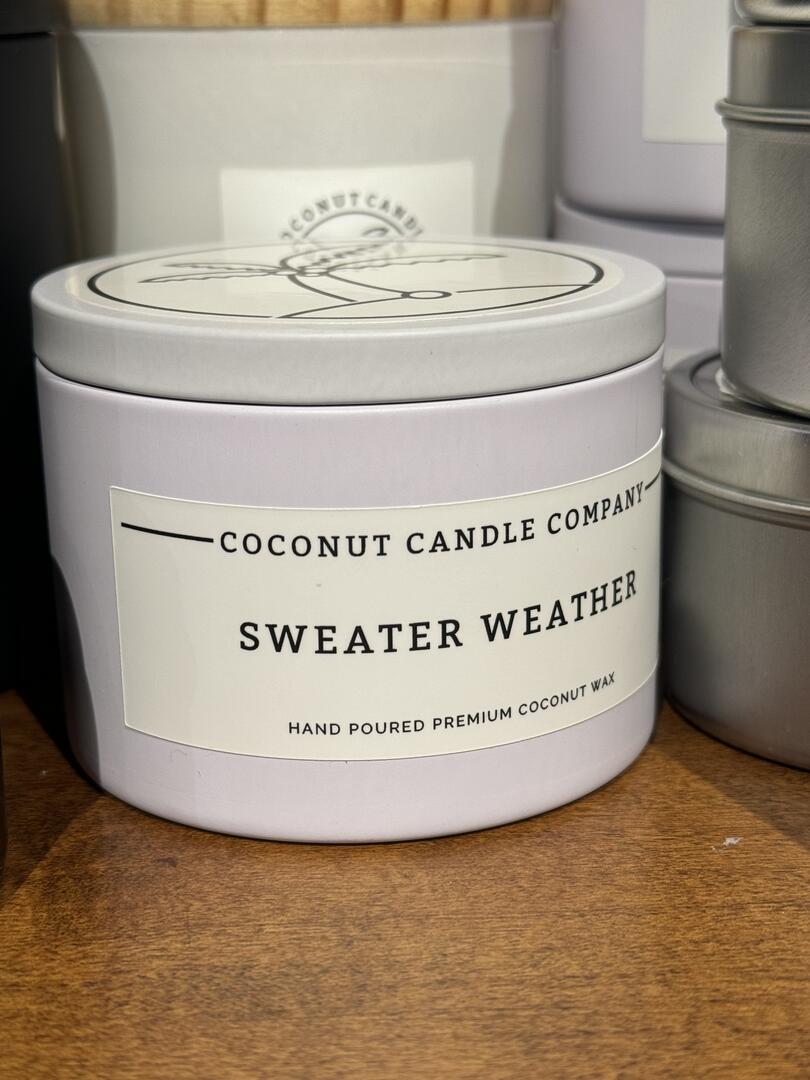 COCONUT CANDLE COMPANY
SWEATER WEATHER
HAND POURED PREMIUM COCONUT WAX